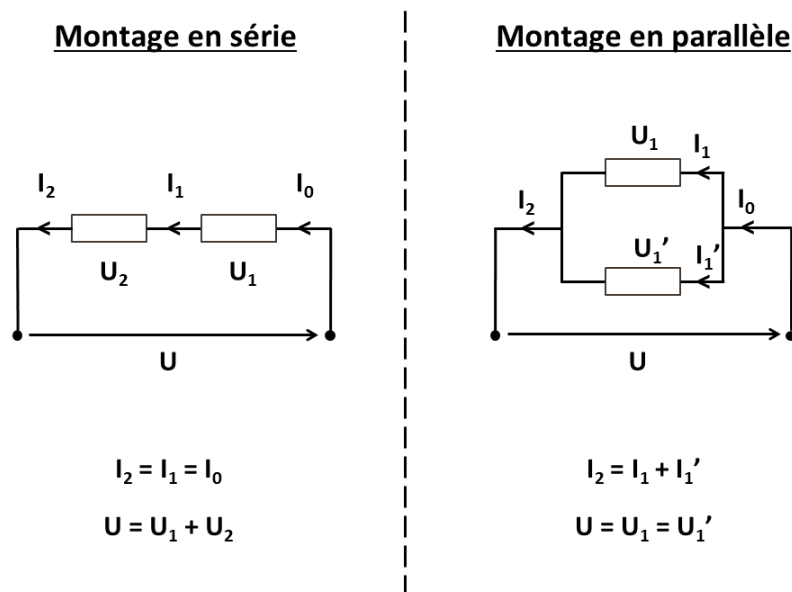 Montage en série
I₂ I₁ I₀
U₂ U₁
U
I₂ = I₁ = I₀
U = U₁ + U₂
Montage en parallèle
U₁ I₁
I₂ I₀
U₁’ I₁’
U
I₂ = I₁ + I₁’
U = U₁ = U₁’